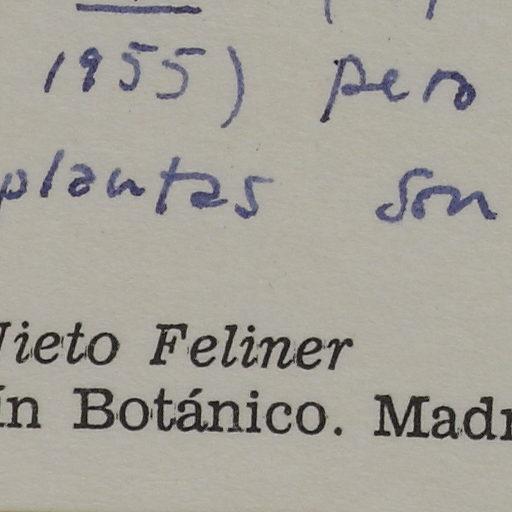 1955) pero
plantas son
Nieto Feliner
ín Botánico. Madr